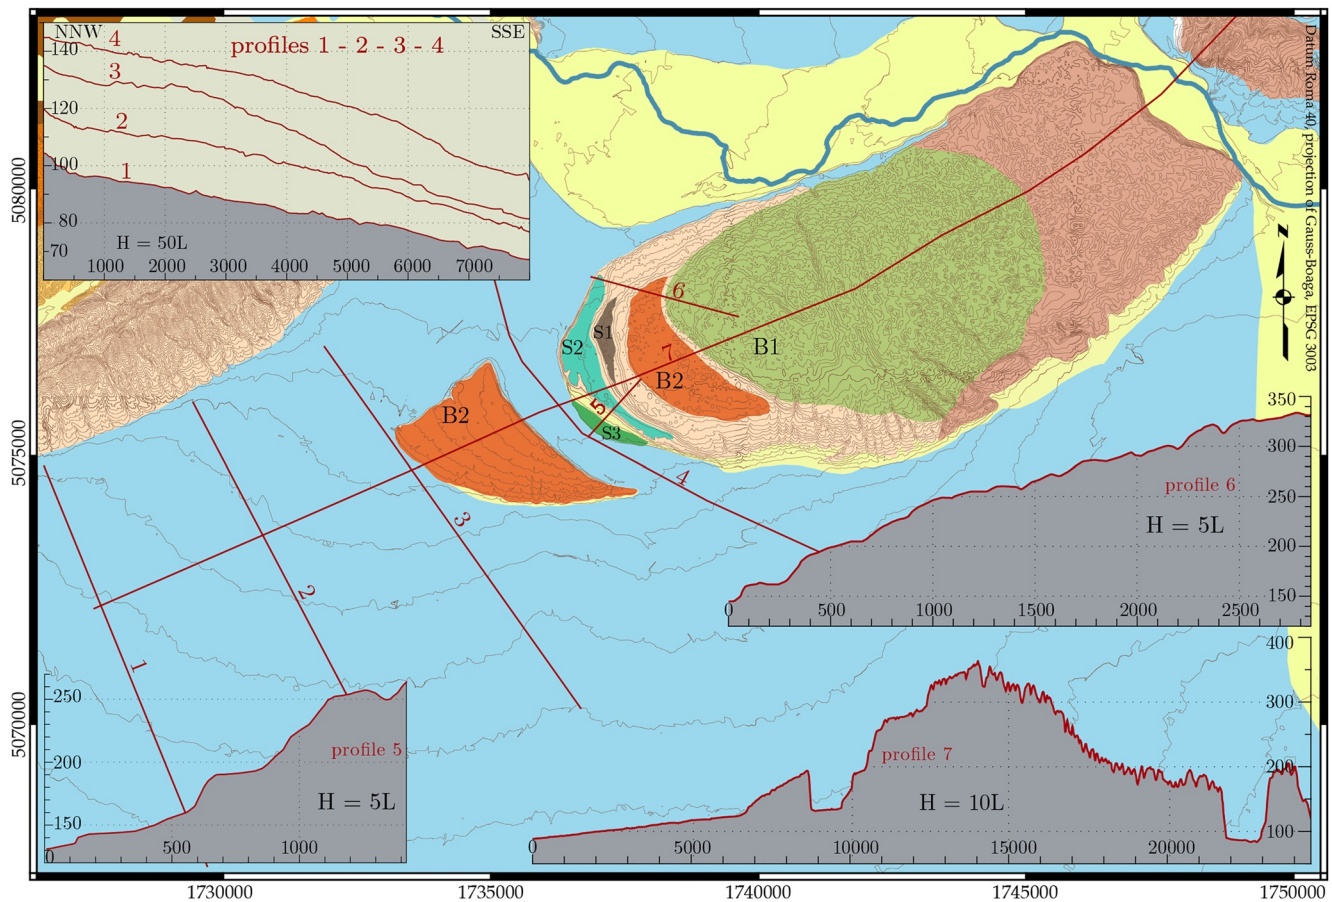 NNW
SSE
profiles 1 - 2 - 3 - 4
140
120
100
80
70
4
3
2
1
H = 50L
1000 2000 3000 4000 5000 6000 7000
Datum Roma 40, projection of Gauss-Boaga, EPSG 3003
N
5080000
5075000
5070000
6
S1
S2
B1
7
B2
5
S3
B2
4
3
2
1
350
300
250
200
150
profile 6
H = 5L
0 500 1000 1500 2000 2500
250
200
150
profile 5
H = 5L
0 500 1000
400
300
200
100
profile 7
H = 10L
0 5000 10000 15000 20000
1730000 1735000 1740000 1745000 1750000